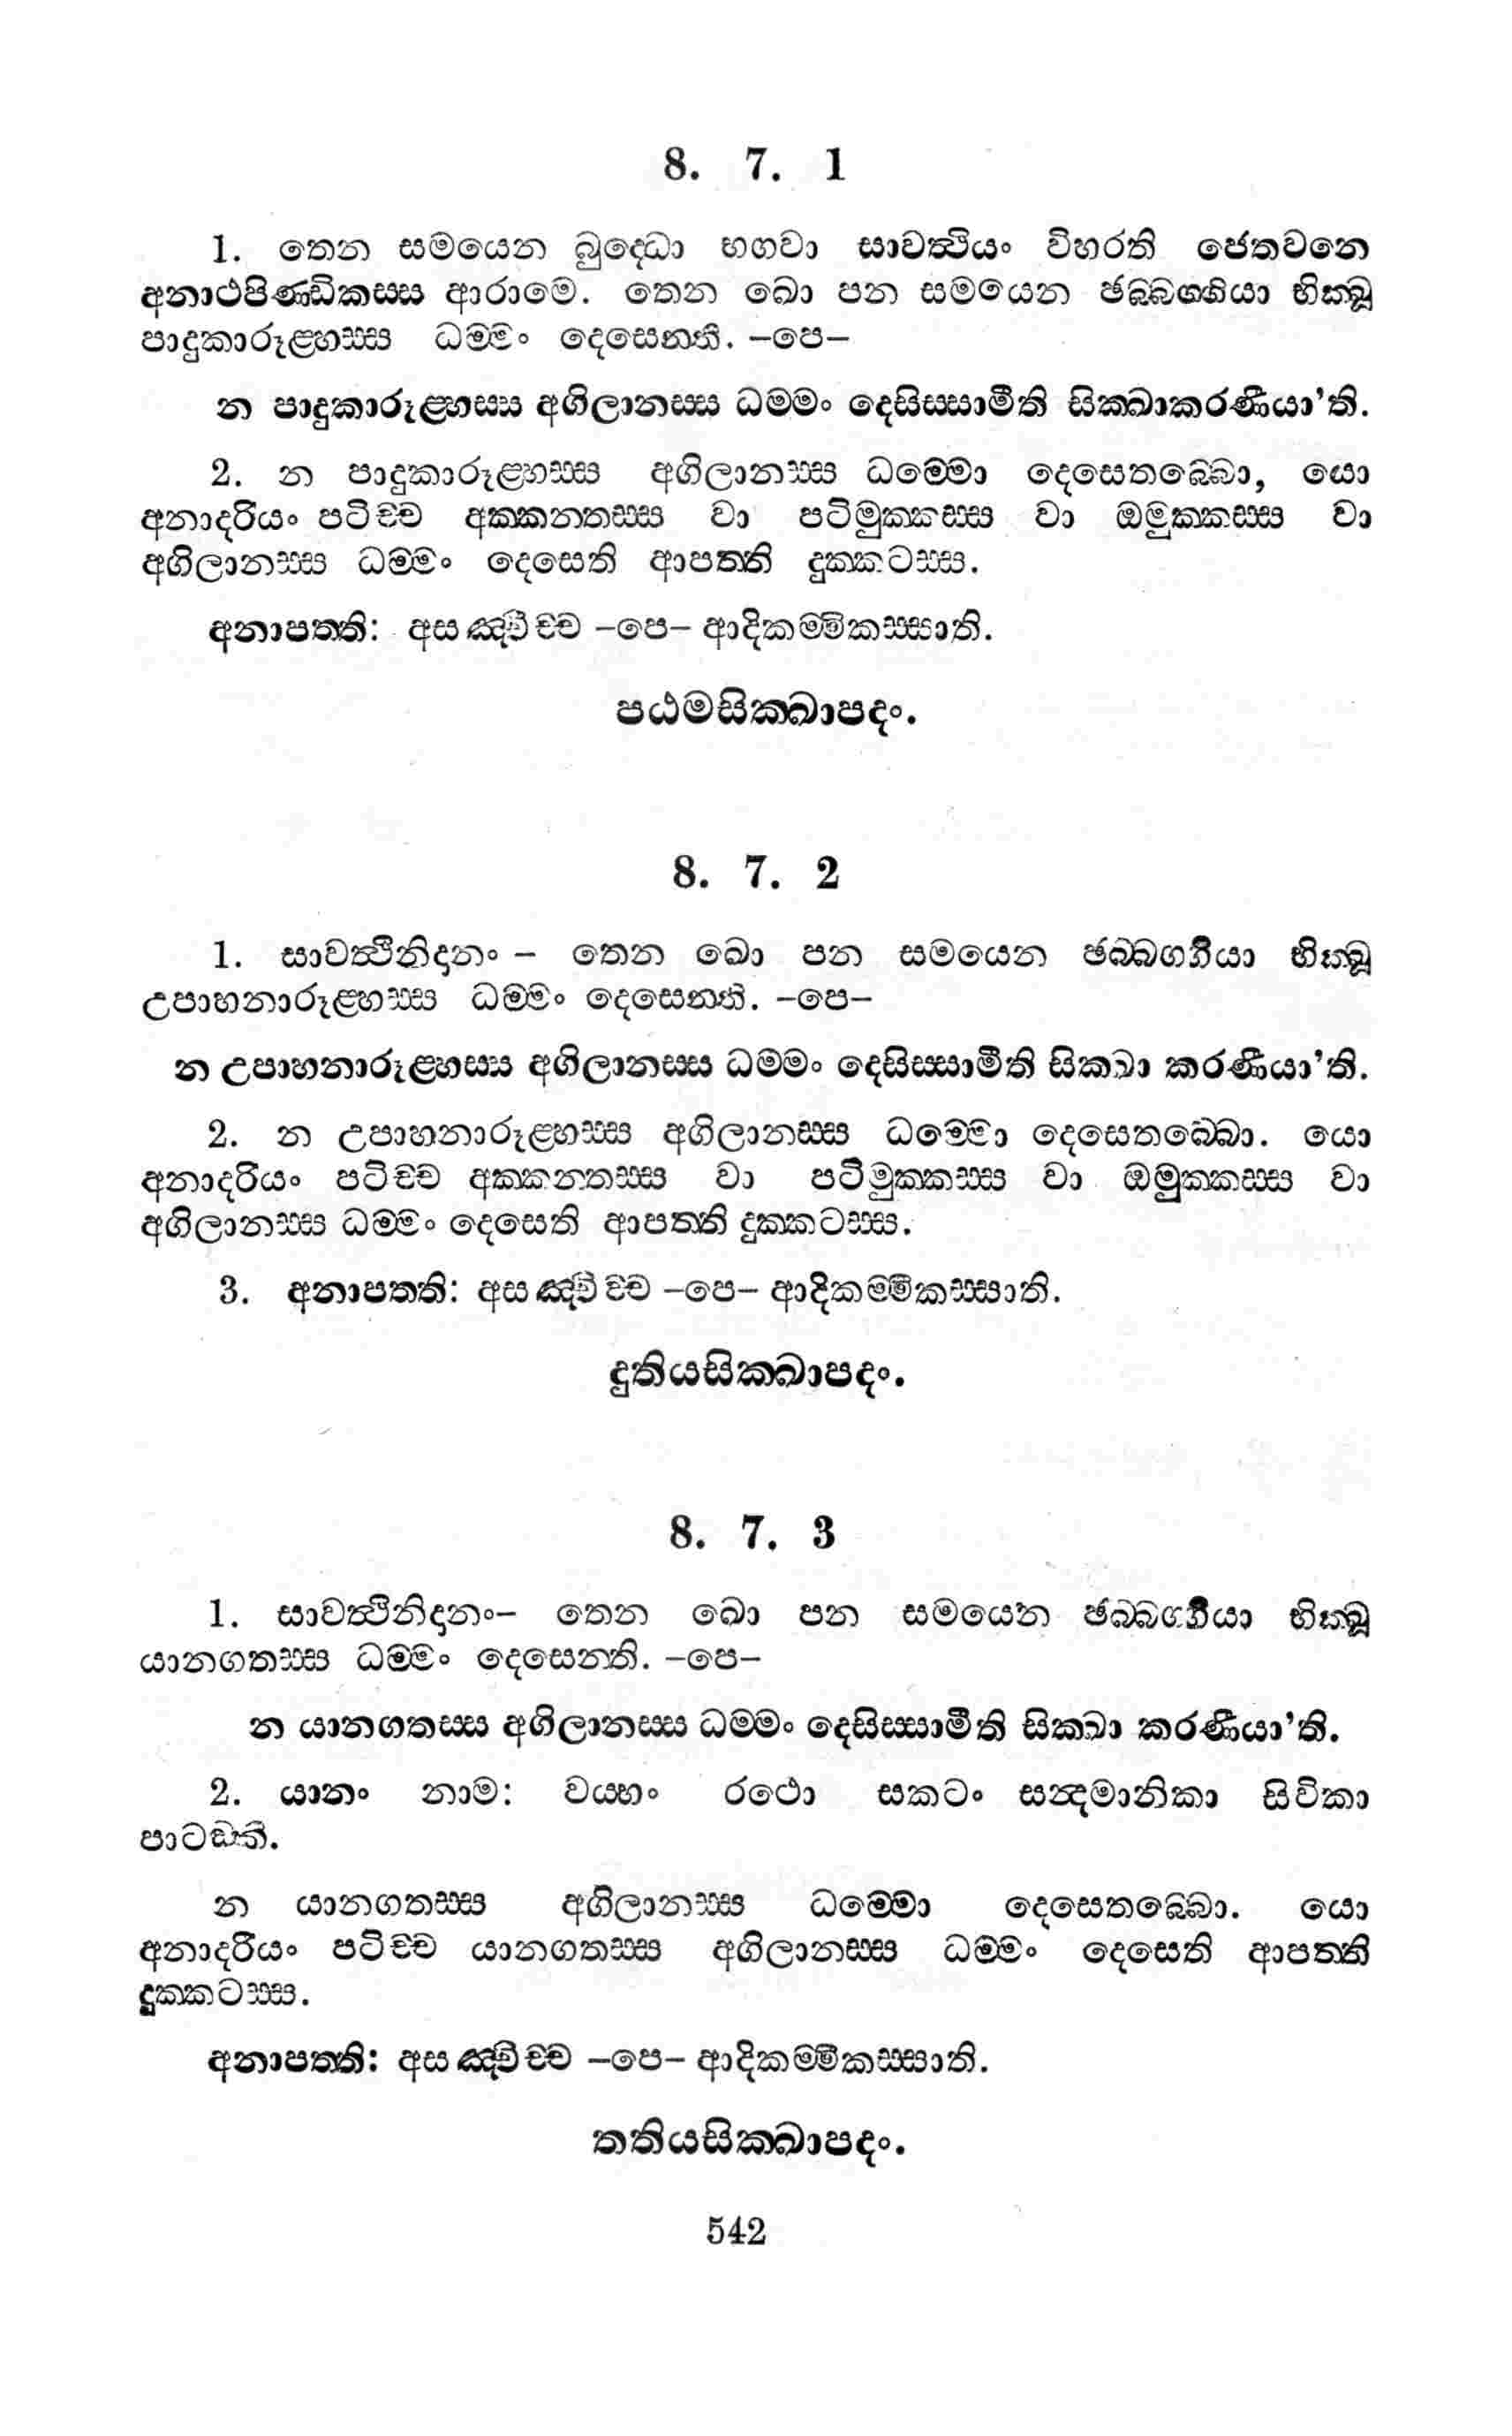 8. 7. 1
1. තෙන සමයෙන බුද්ධො භගවා සාවත්ථියං විහරති ජෙතවනෙ
අනාථපිණ්ඩිකස්ස ආරාමෙ. තෙන ඛො පන සමයෙන ඡබ්බග්ගියා භික්ඛූ
පාදුකාරූළ්හස්ස ධම්මං දෙසෙන්ති. –පෙ–
න පාදුකාරූළ්හස්ස අගිලානස්ස ධම්මං දෙසිස්සාමීති සික්ඛාකරණීයා’ති.
2. න පාදුකාරූළ්හස්ස අගිලානස්ස ධම්මො දෙසෙතබ්බො, යො
අනාදරියං පටිච්ච අක්කන්තස්ස වා පටිමුක්කස්ස වා ඔමුක්කස්ස වා
අගිලානස්ස ධම්මං දෙසෙති ආපත්ති දුක්කටස්ස.
අනාපත්ති: අසඤ්චිච්ච –පෙ– ආදිකම්මිකස්සාති.
පඨමසික්ඛාපදං.
8. 7. 2
1. සාවත්ථිනිදානං – තෙන ඛො පන සමයෙන ඡබ්බග්ගියා භික්ඛූ
උපාහනාරූළ්හස්ස ධම්මං දෙසෙන්ති. –පෙ–
න උපාහනාරූළ්හස්ස අගිලානස්ස ධම්මං දෙසිස්සාමීති සික්ඛා කරණීයා’ති.
2. න උපාහනාරූළ්හස්ස අගිලානස්ස ධම්මො දෙසෙතබ්බො. යො
අනාදරියං පටිච්ච අක්කන්තස්ස වා පටිමුක්කස්ස වා ඔමුක්කස්ස වා
අගිලානස්ස ධම්මං දෙසෙති ආපත්ති දුක්කටස්ස.
3. අනාපත්ති: අසඤ්චිච්ච –පෙ– ආදිකම්මිකස්සාති.
දුතියසික්ඛාපදං.
8. 7. 3
1. සාවත්ථිනිදානං– තෙන ඛො පන සමයෙන ඡබ්බග්ගියා භික්ඛූ
යානගතස්ස ධම්මං දෙසෙන්ති. –පෙ–
න යානගතස්ස අගිලානස්ස ධම්මං දෙසිස්සාමීති සික්ඛා කරණීයා’ති.
2. යානං නාම: වය්හං රථො සකටං සන්දමානිකා සිවිකා
පාටඞ්කී.
න යානගතස්ස අගිලානස්ස ධම්මො දෙසෙතබ්බො. යො
අනාදරියං පටිච්ච යානගතස්ස අගිලානස්ස ධම්මං දෙසෙති ආපත්ති
දුක්කටස්ස.
අනාපත්ති: අසඤ්චිච්ච –පෙ– ආදිකම්මිකස්සාති.
තතියසික්ඛාපදං.
542